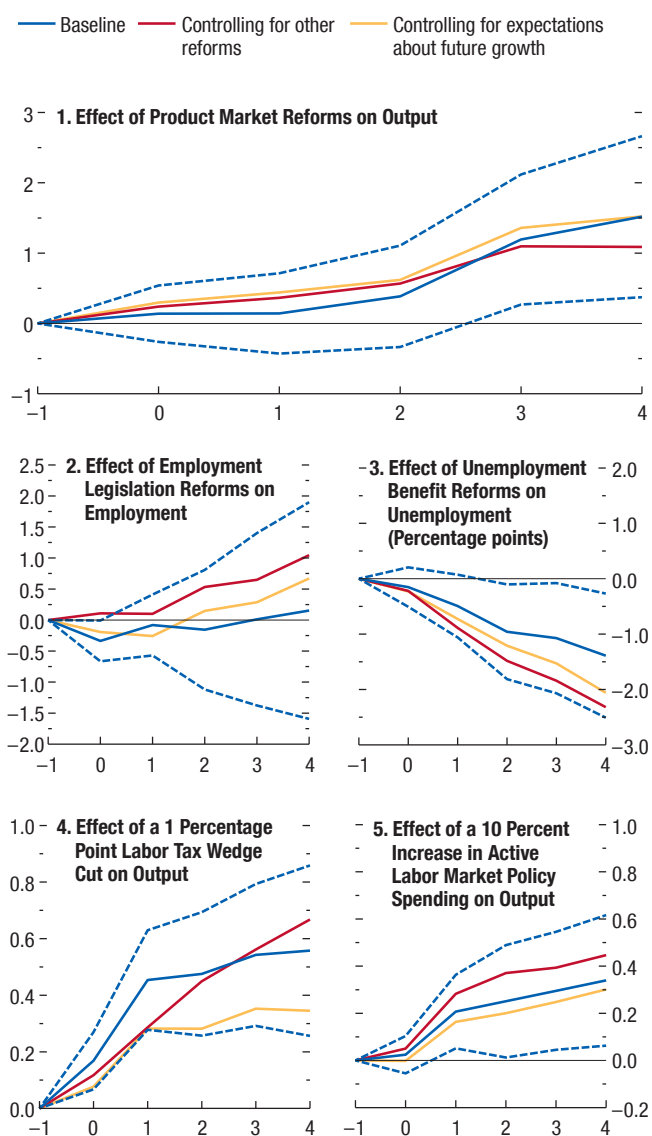 Baseline
Controlling for other
reforms
Controlling for expectations
about future growth
1. Effect of Product Market Reforms on Output
3
2
1
0
−1
−1 0 1 2 3 4
2. Effect of Employment
Legislation Reforms on
Employment
2.5
2.0
1.5
1.0
0.5
0.0
−0.5
−1.0
−1.5
−2.0
−1 0 1 2 3 4
3. Effect of Unemployment
Benefit Reforms on
Unemployment
(Percentage points)
2.0
1.0
0.0
−1.0
−2.0
−3.0
−1 0 1 2 3 4
4. Effect of a 1 Percentage
Point Labor Tax Wedge
Cut on Output
1.0
0.8
0.6
0.4
0.2
0.0
−1 0 1 2 3 4
5. Effect of a 10 Percent
Increase in Active
Labor Market Policy
Spending on Output
1.0
0.8
0.6
0.4
0.2
0.0
−0.2
−1 0 1 2 3 4